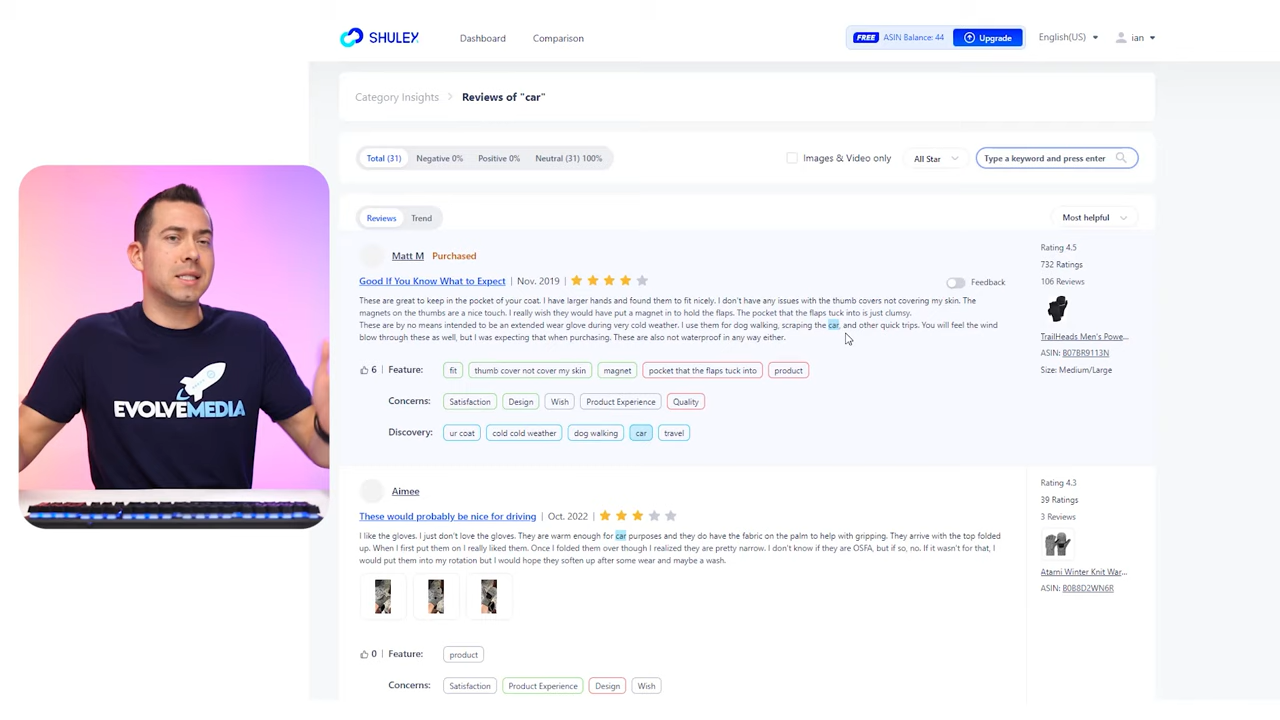 SHULEX
Dashboard
Comparison
FREE ASIN Balance: 44
Upgrade
English(US)
ian
Category Insights > Reviews of "car"
Total (31)
Negative 0%
Positive 0%
Neutral (31) 100%
Images & Video only
All Star
Type a keyword and press enter
Reviews
Trend
Most helpful
Matt M Purchased
Good If You Know What to Expect | Nov. 2019
Feedback
These are great to keep in the pocket of your coat. I have larger hands and found them to fit nicely. I don't have any issues with the thumb covers not covering my skin. The
magnets on the thumbs are a nice touch. I really wish they would have put a magnet in to hold the flaps. The pocket that the flaps tuck into is just clumsy.
These are by no means intended to be an extended wear glove during very cold weather. I use them for dog walking, scraping the car, and other quick trips. You will feel the wind
blow through these as well, but I was expecting that when purchasing. These are also not waterproof in any way either.
6 Feature: fit thumb cover not cover my skin magnet pocket that the flaps tuck into product
Concerns: Satisfaction Design Wish Product Experience Quality
Discovery: ur coat cold cold weather dog walking car travel
Rating 4.5
732 Ratings
106 Reviews
TrailHeads Men's Powe...
ASIN: B07BR9113N
Size: Medium/Large
Aimee
These would probably be nice for driving | Oct. 2022
I like the gloves. I just don't love the gloves. They are warm enough for car purposes and they do have the fabric on the palm to help with gripping. They arrive with the top folded
up. When I first put them on I really liked them. Once I folded them over though I realized they are pretty narrow. I don't know if they are OSFA, but if so, no. If it wasn't for that, I
would put them into my rotation but I would hope they soften up after some wear and maybe a wash.
0 Feature: product
Concerns: Satisfaction Product Experience Design Wish
Rating 4.3
39 Ratings
3 Reviews
Atarni Winter Knit War...
ASIN: B0B8D2WN6R
EVOLVEMEDIA